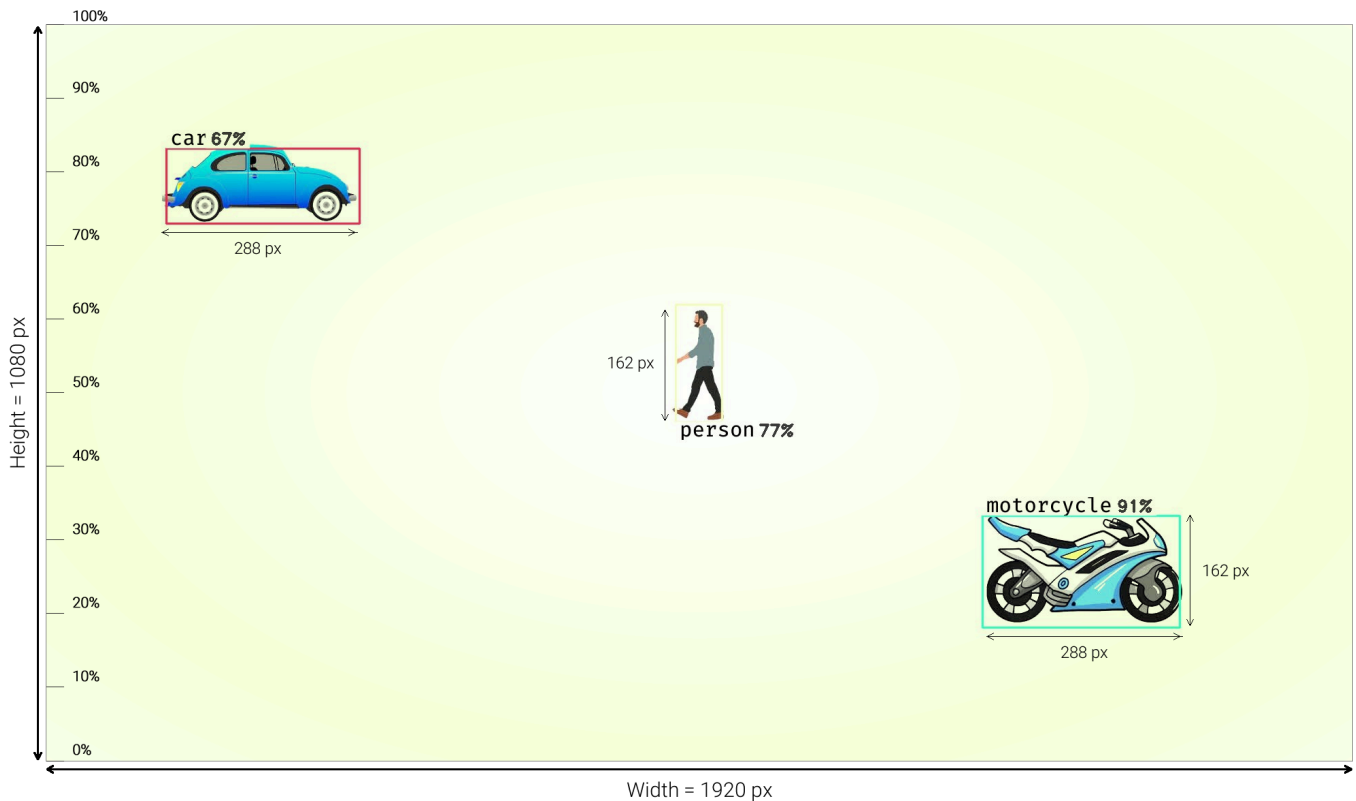 100%
90%
car 67%
80%
70%
288 px
60%
Height = 1080 px
162 px
50%
person 77%
40%
motorcycle 91%
30%
162 px
20%
288 px
10%
0%
Width = 1920 px